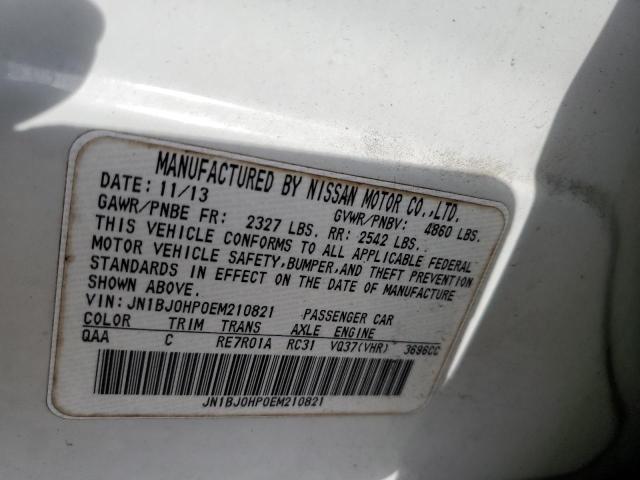 MANUFACTURED BY NISSAN MOTOR CO.,LTD.
DATE: 11/13 GVWR/PNBV: 4860 LBS.
GAWR/PNBE FR: 2327 LBS. RR: 2542 LBS.
THIS VEHICLE CONFORMS TO ALL APPLICABLE FEDERAL
MOTOR VEHICLE SAFETY,BUMPER,AND THEFT PREVENTION
STANDARDS IN EFFECT ON THE DATE OF MANUFACTURE
SHOWN ABOVE.
VIN: JN1BJ0HP0EM210821 PASSENGER CAR
COLOR TRIM TRANS AXLE ENGINE
QAA C RE7R01A RC31 VQ37(VHR) 3696CC
JN1BJ0HP0EM210821